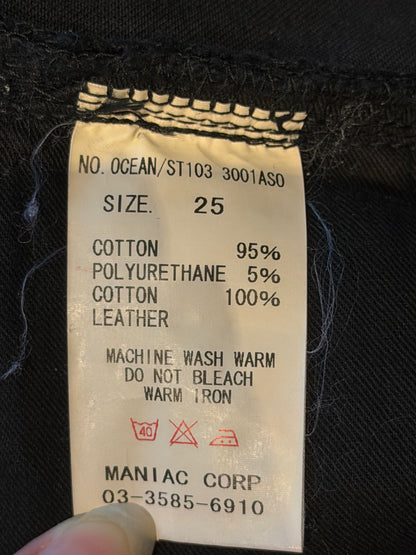 NO. OCEAN/ST103 3001ASO
SIZE. 25
COTTON 95%
POLYURETHANE 5%
COTTON 100%
LEATHER
MACHINE WASH WARM
DO NOT BLEACH
WARM IRON
40
MANIAC CORP
03-3585-6910